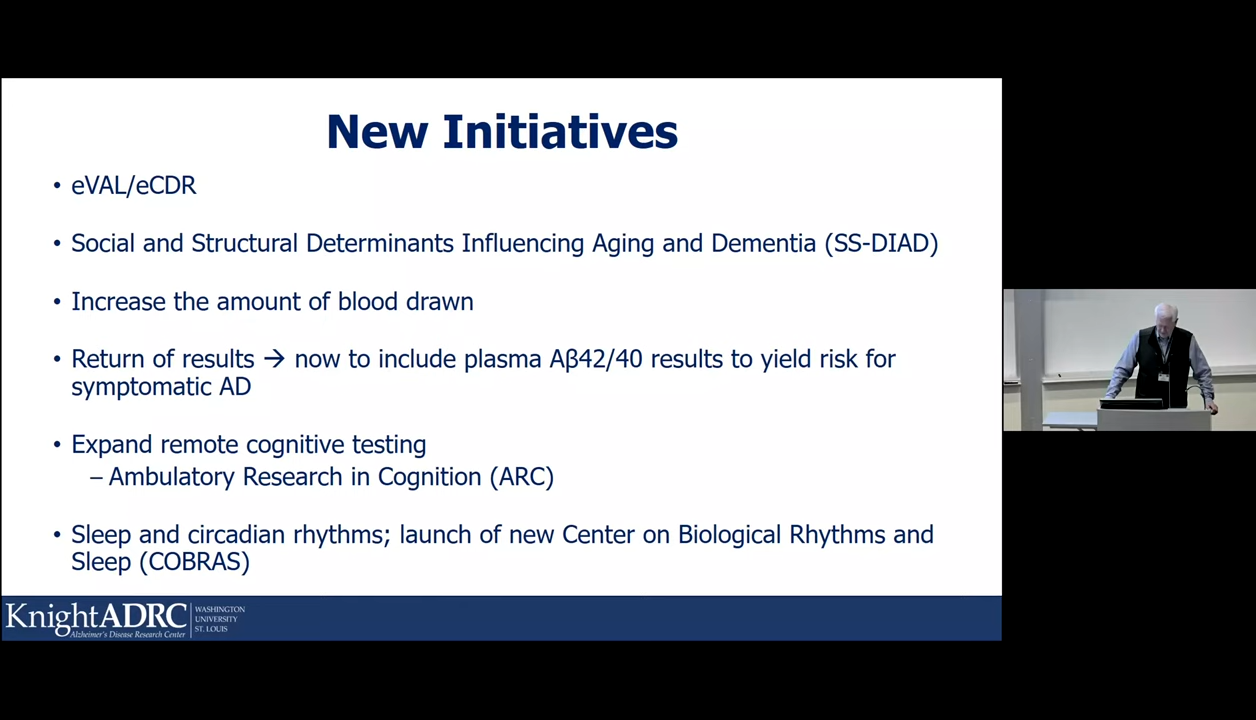 New Initiatives
• eVAL/eCDR
• Social and Structural Determinants Influencing Aging and Dementia (SS-DIAD)
• Increase the amount of blood drawn
• Return of results → now to include plasma Aβ42/40 results to yield risk for
symptomatic AD
• Expand remote cognitive testing
– Ambulatory Research in Cognition (ARC)
• Sleep and circadian rhythms; launch of new Center on Biological Rhythms and
Sleep (COBRAS)
KnightADRC
Alzheimer's Disease Research Center
WASHINGTON
UNIVERSITY
ST. LOUIS